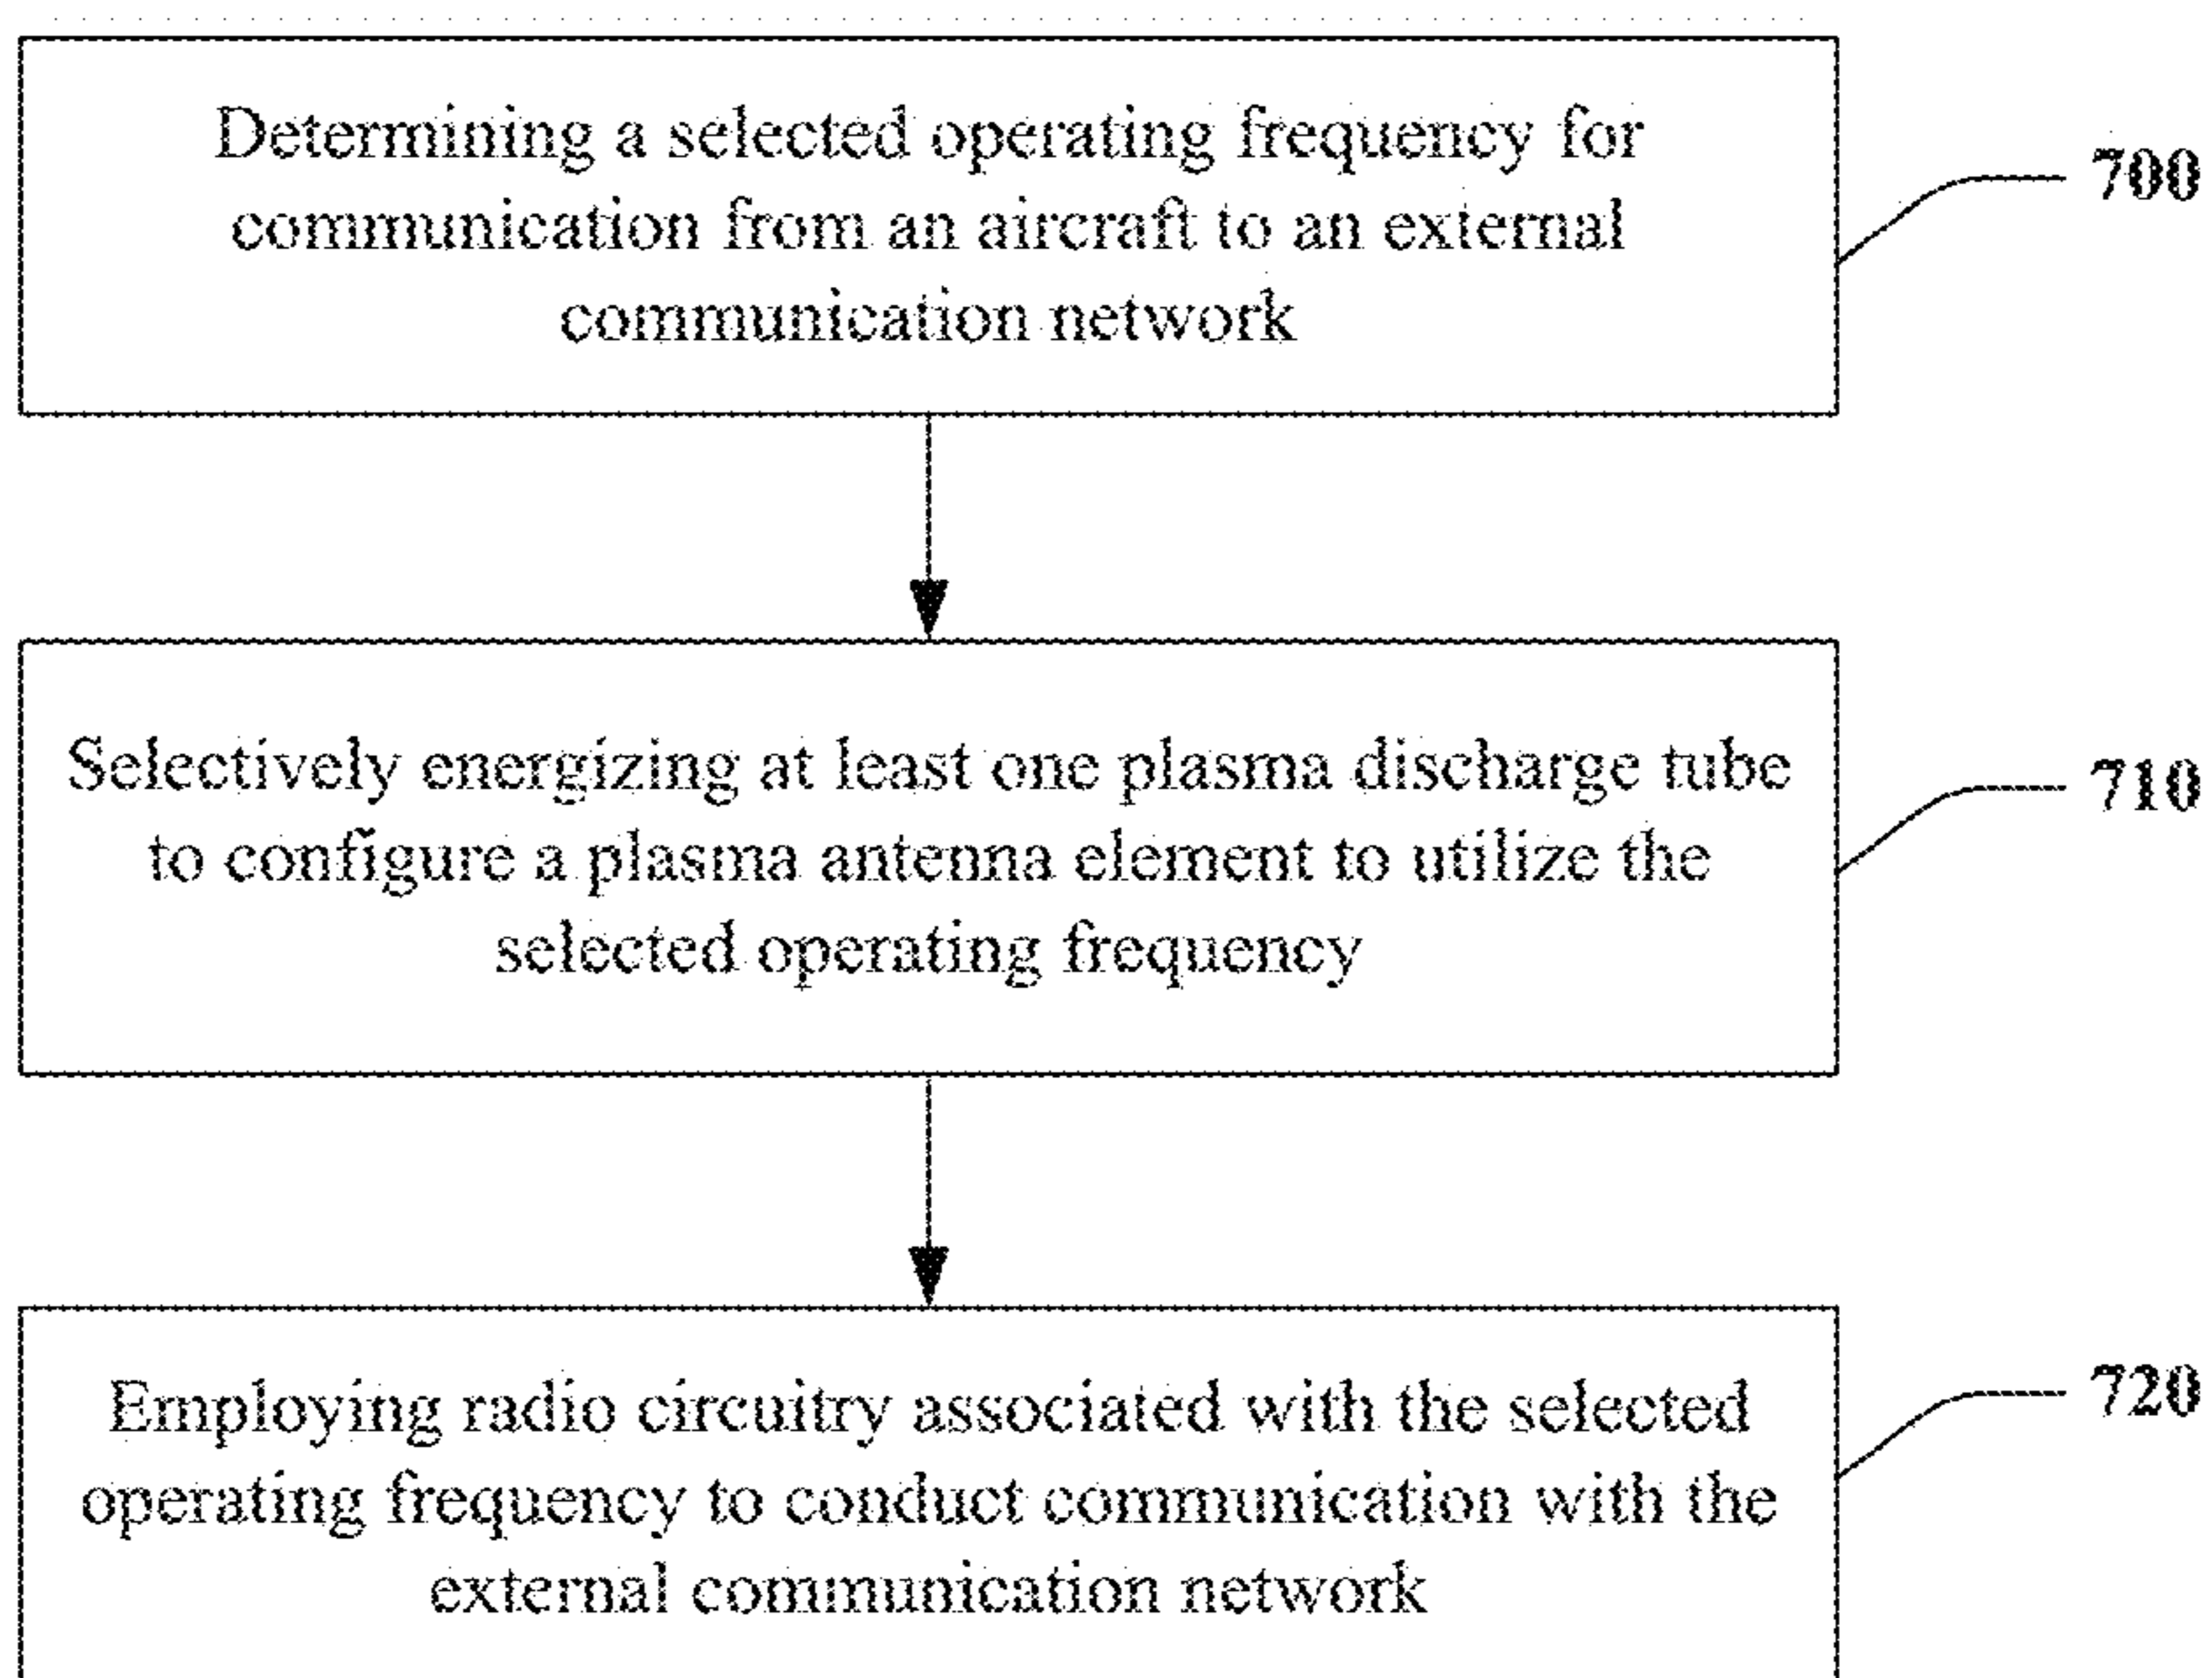 Determining a selected operating frequency for
communication from an aircraft to an external
communication network
700
Selectively energizing at least one plasma discharge tube
to configure a plasma antenna element to utilize the
selected operating frequency
710
Employing radio circuitry associated with the selected
operating frequency to conduct communication with the
external communication network
720